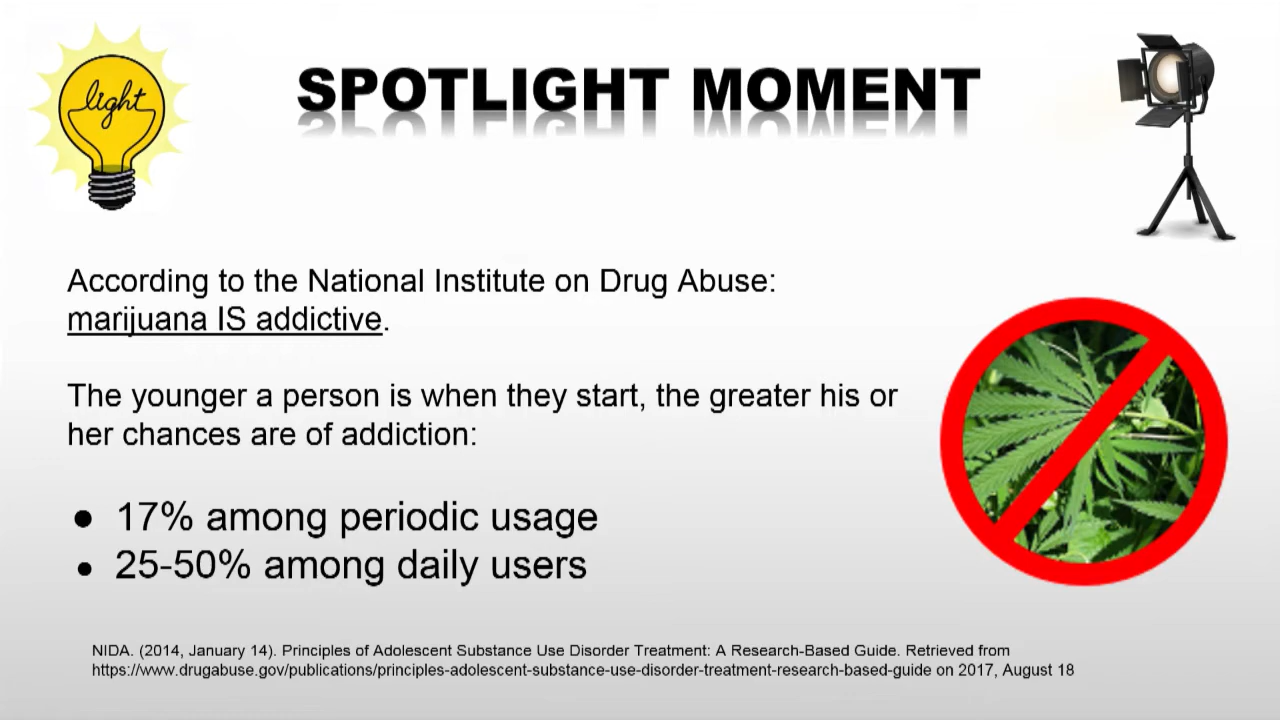 light
SPOTLIGHT MOMENT
According to the National Institute on Drug Abuse:
marijuana IS addictive.
The younger a person is when they start, the greater his or
her chances are of addiction:
● 17% among periodic usage
● 25-50% among daily users
NIDA. (2014, January 14). Principles of Adolescent Substance Use Disorder Treatment: A Research-Based Guide. Retrieved from
https://www.drugabuse.gov/publications/principles-adolescent-substance-use-disorder-treatment-research-based-guide on 2017, August 18